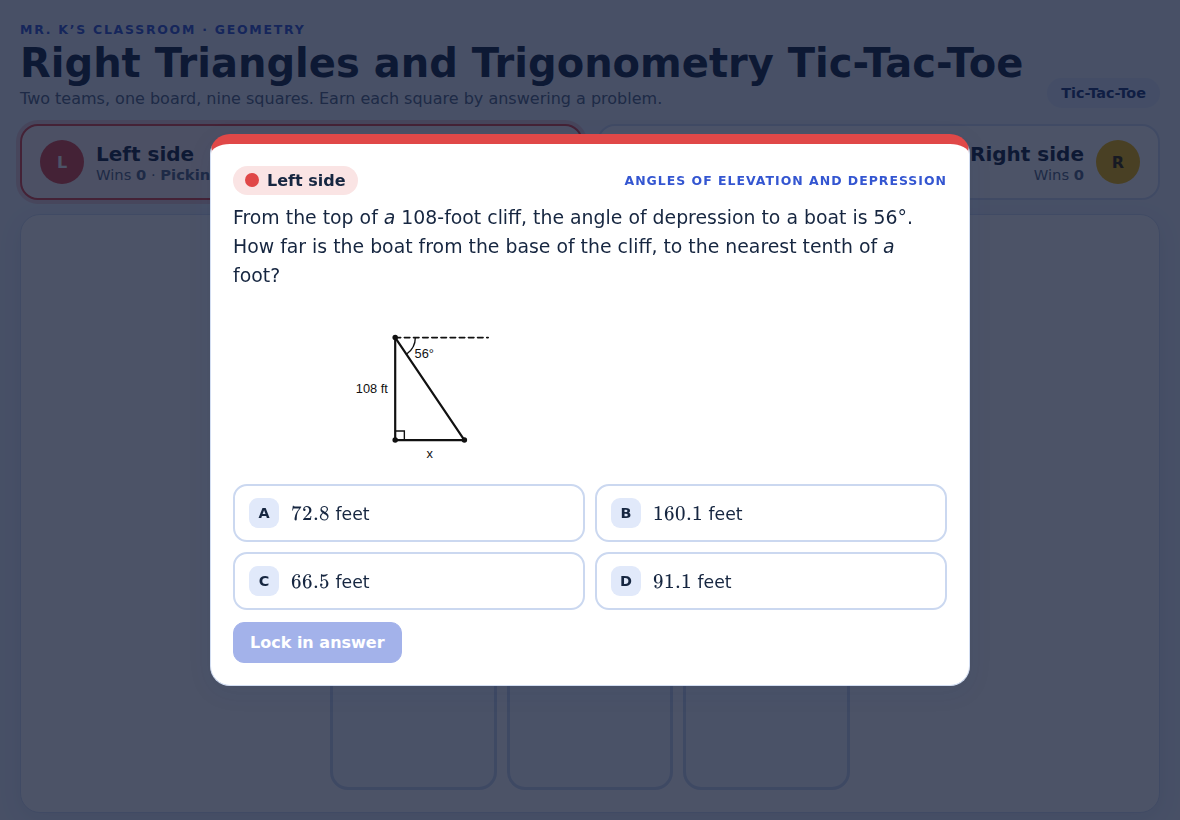 MR. K’S CLASSROOM · GEOMETRY
Right Triangles and Trigonometry Tic-Tac-Toe
Two teams, one board, nine squares. Earn each square by answering a problem.
Tic-Tac-Toe
L
Left side
Wins 0 · Pickin
Right side
Wins 0
R
Left side
ANGLES OF ELEVATION AND DEPRESSION
From the top of a 108-foot cliff, the angle of depression to a boat is 56°.
How far is the boat from the base of the cliff, to the nearest tenth of a
foot?
56°
108 ft
x
A 72.8 feet
B 160.1 feet
C 66.5 feet
D 91.1 feet
Lock in answer